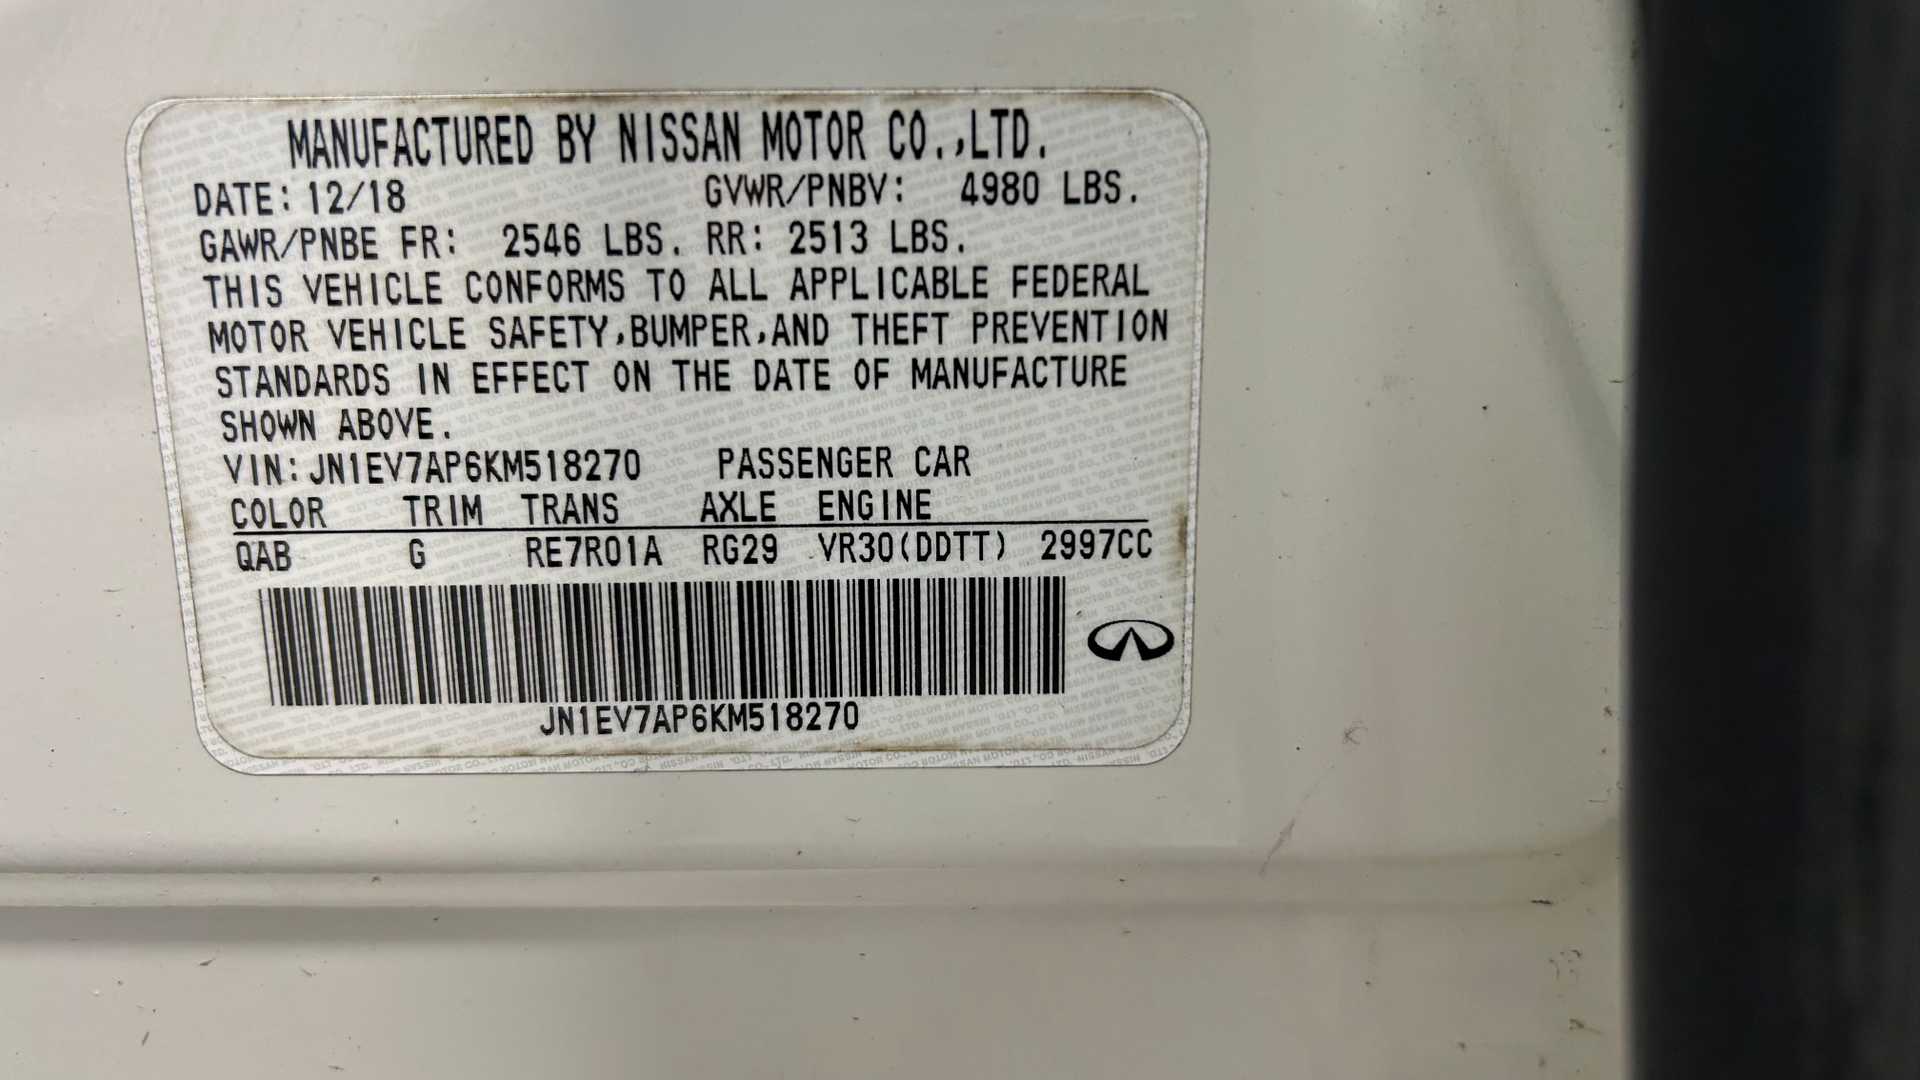 MANUFACTURED BY NISSAN MOTOR CO.,LTD.
DATE: 12/18 GVWR/PNBV: 4980 LBS.
GAWR/PNBE FR: 2546 LBS. RR: 2513 LBS.
THIS VEHICLE CONFORMS TO ALL APPLICABLE FEDERAL
MOTOR VEHICLE SAFETY,BUMPER,AND THEFT PREVENTION
STANDARDS IN EFFECT ON THE DATE OF MANUFACTURE
SHOWN ABOVE.
VIN:JN1EV7AP6KM518270 PASSENGER CAR
COLOR TRIM TRANS AXLE ENGINE
QAB G RE7R01A RG29 VR30(DDTT) 2997CC
JN1EV7AP6KM518270